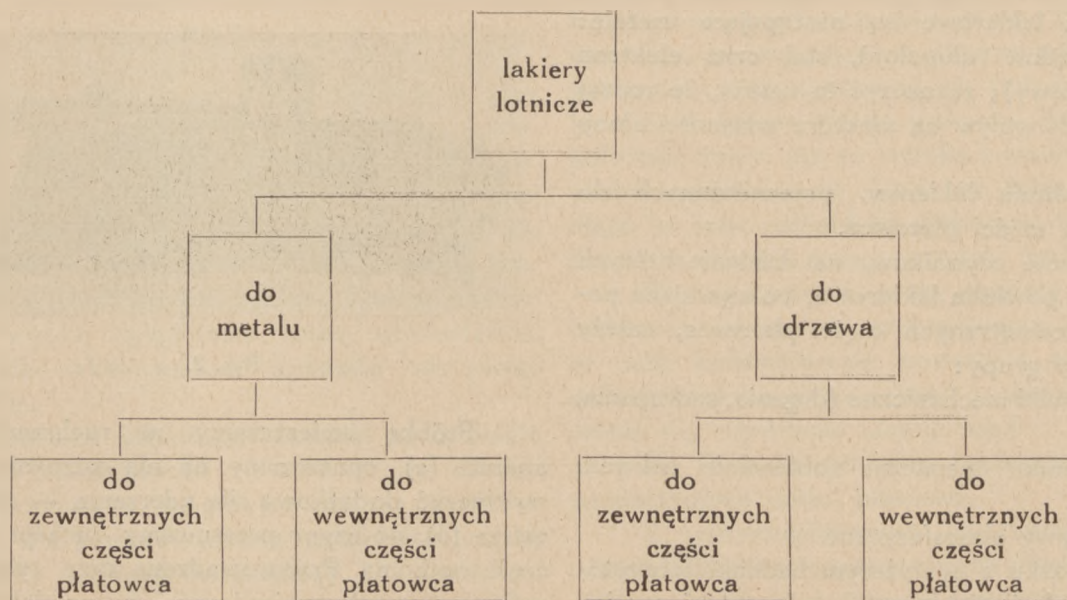 lakiery
lotnicze
do
metalu
do
drzewa
do
zewnętrznych
części
płatowca
do
wewnętrznych
części
płatowca
do
zewnętrznych
części
płatowca
do
wewnętrznych
części
płatowca